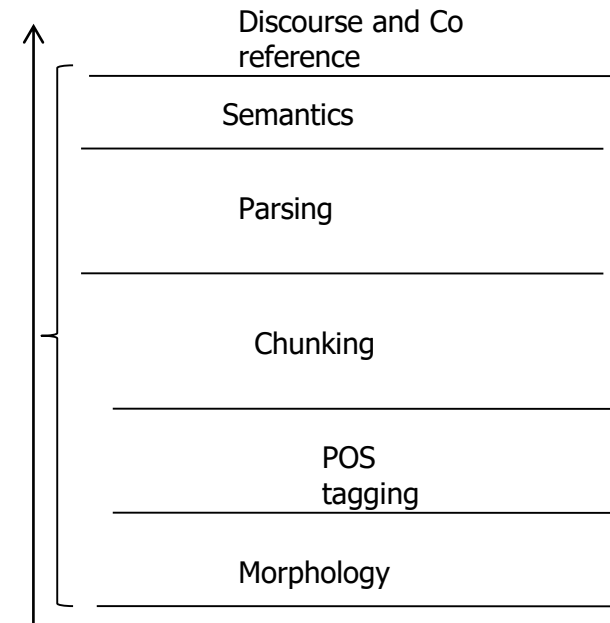 Discourse and Co
reference
Semantics
Parsing
Chunking
POS
tagging
Morphology